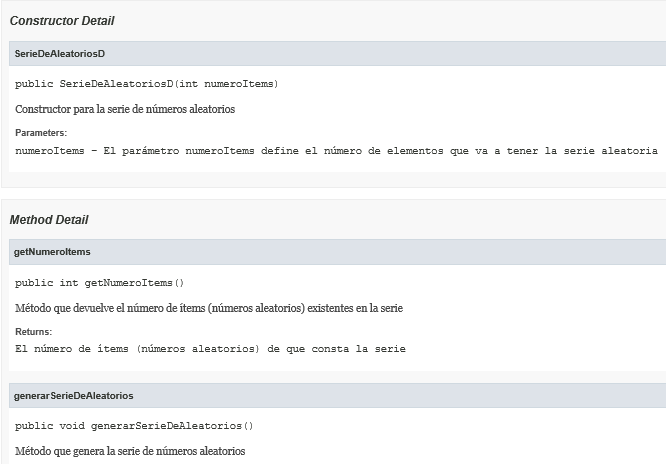 Constructor Detail
SerieDeAleatoriosD
public SerieDeAleatoriosD(int numeroItems)
Constructor para la serie de números aleatorios
Parameters:
numeroItems - El parámetro numeroItems define el número de elementos que va a tener la serie aleatoria
Method Detail
getNumeroItems
public int getNumeroItems()
Método que devuelve el número de ítems (números aleatorios) existentes en la serie
Returns:
El número de ítems (números aleatorios) de que consta la serie
generarSerieDeAleatorios
public void generarSerieDeAleatorios()
Método que genera la serie de números aleatorios